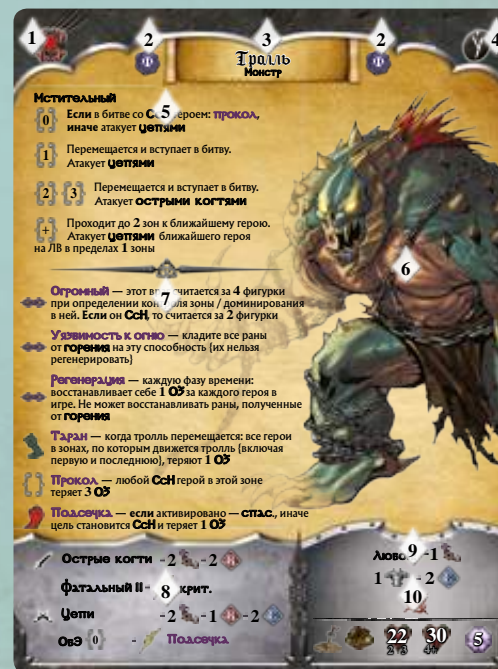 1 2 3 2 4
Ф Тролль Ф
Монстр
Мстительный
0 Если в битве со 5 героем: прокол,
иначе атакует цепями
1 Перемещается и вступает в битву.
Атакует цепями
2 3 Перемещается и вступает в битву.
Атакует острыми когтями
+ Проходит до 2 зон к ближайшему герою.
Атакует цепями ближайшего героя
на ЛВ в пределах 1 зоны
6
7
Огромный — этот считается за 4 фигурки
при определении зоны / доминирования
в ней. Если он СсН, то считается за 2 фигурки
Уязвимость к огню — кладите все раны
от горения на эту способность (их нельзя
регенерировать)
Регенерация — каждую фазу времени:
восстанавливает себе 1 ОЗ за каждого героя в
игре. Не может восстанавливать раны, полученные
от горения
Таран — когда тролль перемещается: все герои
в зонах, по которым движется тролль (включая
первую и последнюю), теряют 1 ОЗ
Прокол — любой СсН герой в этой зоне
теряет 3 ОЗ
Подсечка — если активировано — спас., иначе
цель становится СсН и теряет 1 ОЗ
Острые когти -2 -2
фатальный II - 8 крит.
Цепи -2 -1 -2
ОвЭ 0 - Подсечка
9 -1
1 -2
10
22 30 5
2 3 4+